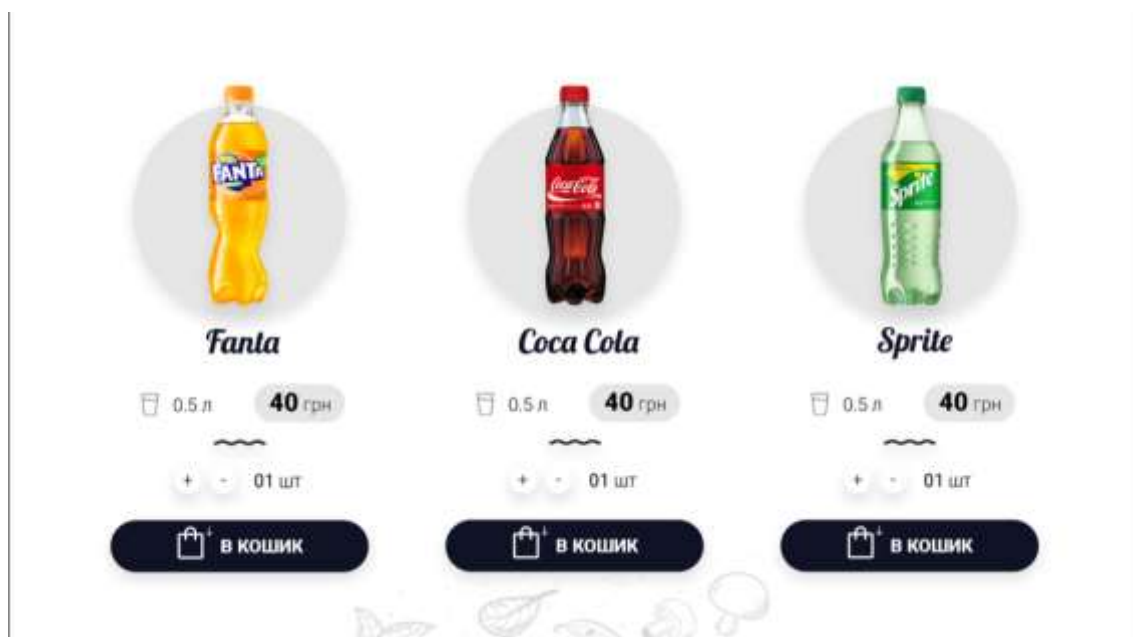 FANTA
Coca-Cola
Sprite
Fanta
Coca Cola
Sprite
0.5 л 40 грн
0.5 л 40 грн
0.5 л 40 грн
+ - 01 шт
+ - 01 шт
+ - 01 шт
В КОШИК
В КОШИК
В КОШИК